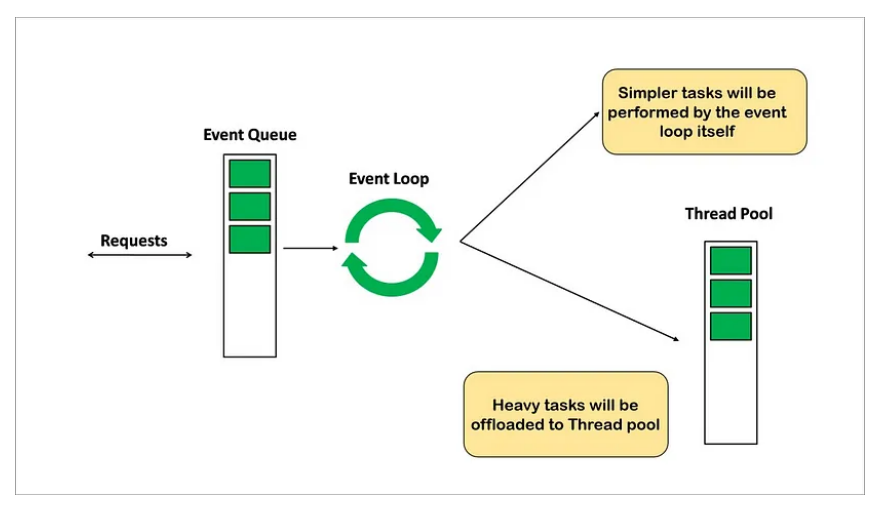 Simpler tasks will be
performed by the event
loop itself
Event Queue
Event Loop
Thread Pool
Requests
Heavy tasks will be
offloaded to Thread pool